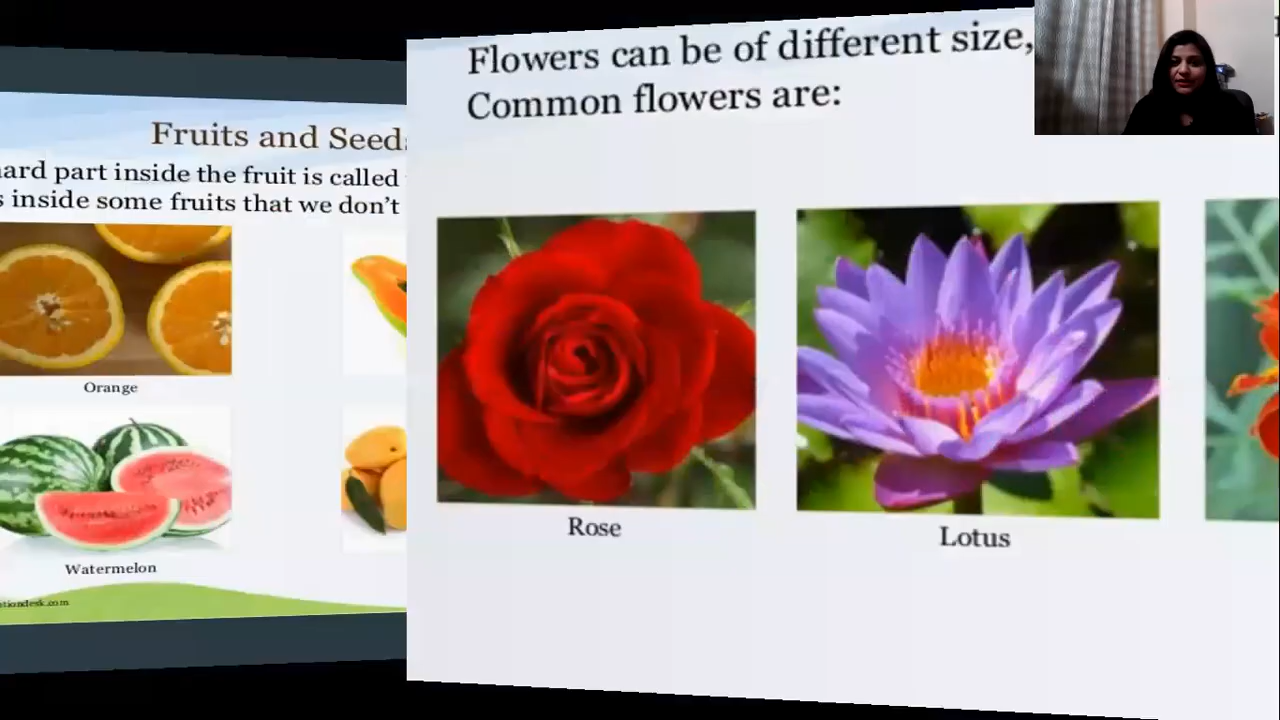 Fruits and Seed
hard part inside the fruit is called
inside some fruits that we don't
Orange
Watermelon
Flowers can be of different size,
Common flowers are:
Rose
Lotus